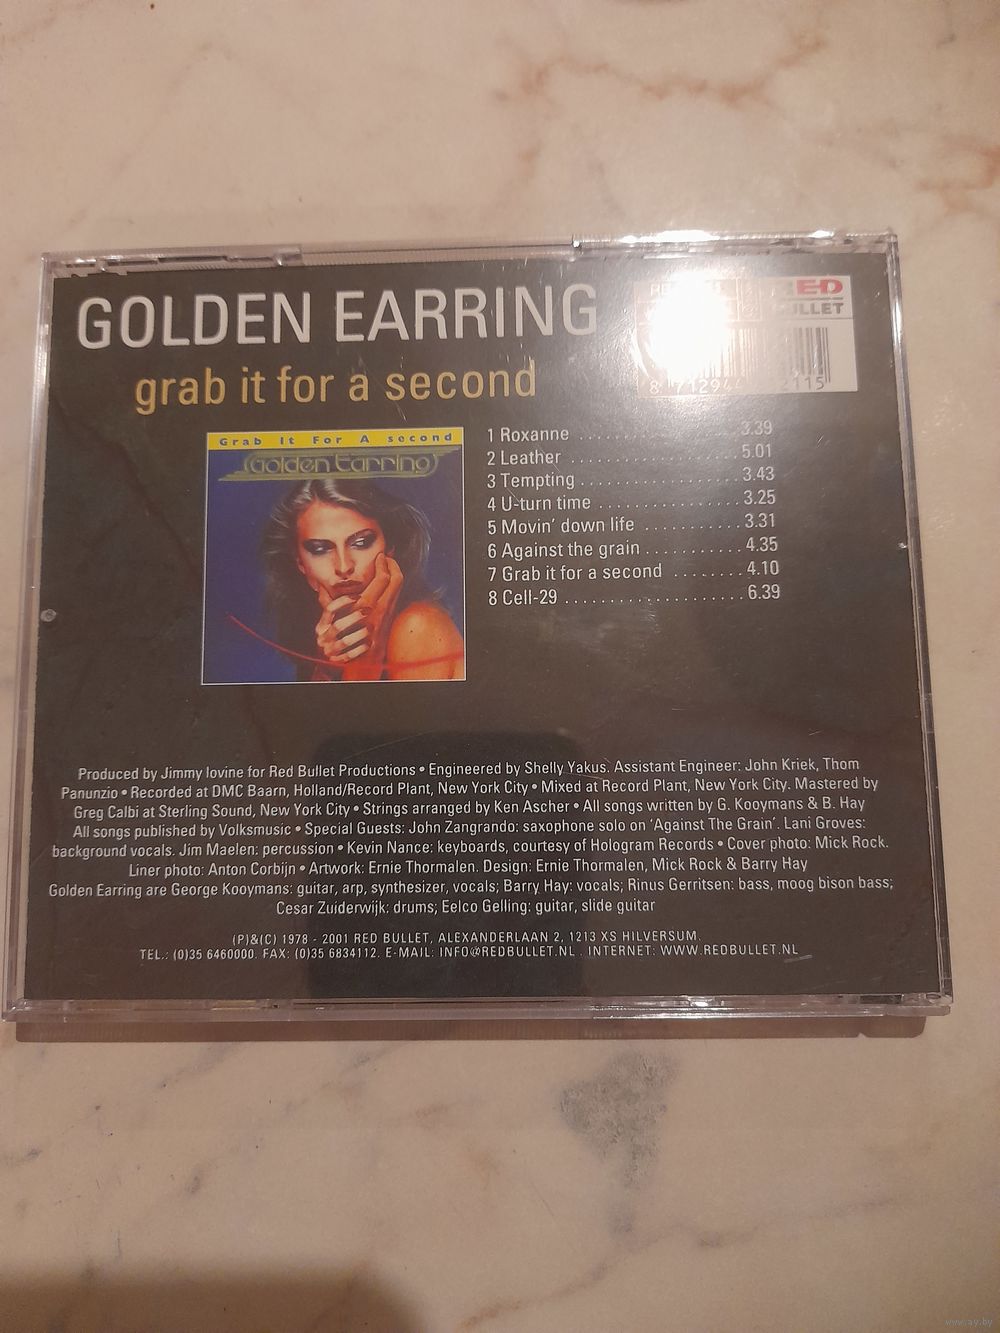 GOLDEN EARRING
grab it for a second
RED
BULLET
Grab It For A second
Golden Earring
1 Roxanne .................. 3.39
2 Leather .................. 5.01
3 Tempting .................. 3.43
4 U-turn time .................. 3.25
5 Movin' down life ........... 3.31
6 Against the grain ........... 4.35
7 Grab it for a second ........ 4.10
8 Cell-29 ..................... 6.39
Produced by Jimmy Iovine for Red Bullet Productions • Engineered by Shelly Yakus. Assistant Engineer: John Kriek, Thom
Panunzio • Recorded at DMC Baarn, Holland/Record Plant, New York City • Mixed at Record Plant, New York City. Mastered by
Greg Calbi at Sterling Sound, New York City • Strings arranged by Ken Ascher • All songs written by G. Kooymans & B. Hay
All songs published by Volksmusic • Special Guests: John Zangrando: saxophone solo on 'Against The Grain'. Lani Groves:
background vocals. Jim Maelen: percussion • Kevin Nance: keyboards, courtesy of Hologram Records • Cover photo: Mick Rock.
Liner photo: Anton Corbijn • Artwork: Ernie Thormalen. Design: Ernie Thormalen, Mick Rock & Barry Hay
Golden Earring are George Kooymans: guitar, arp, synthesizer, vocals; Barry Hay: vocals; Rinus Gerritsen: bass, moog bison bass;
Cesar Zuiderwijk: drums; Eelco Gelling: guitar, slide guitar
(P)&(C) 1978 - 2001 RED BULLET, ALEXANDERLAAN 2, 1213 XS HILVERSUM.
TEL.: (0)35 6460000. FAX: (0)35 6834112. E-MAIL: INFO@REDBULLET.NL . INTERNET: WWW.REDBULLET.NL
www.ay.by